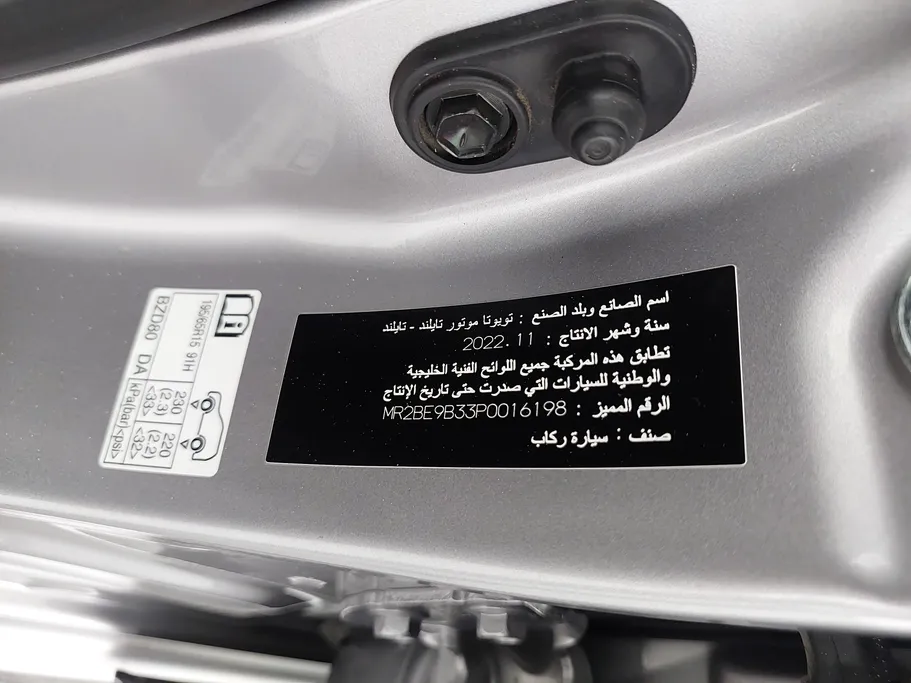 اسم الصانع وبلد الصنع : تويوتا موتور تايلند - تايلند
سنة وشهر الانتاج : 2022.11
تطابق هذه المركبة جميع اللوائح الفنية الخليجية
والوطنية للسيارات التي صدرت حتى تاريخ الإنتاج
الرقم المميز : MR2BE9B33P0016198
صنف : سيارة ركاب
195/65R15 91H
230 (2.3) <33>
220 (2.2) <32>
kPa(bar)<psi>
BZD80 DA